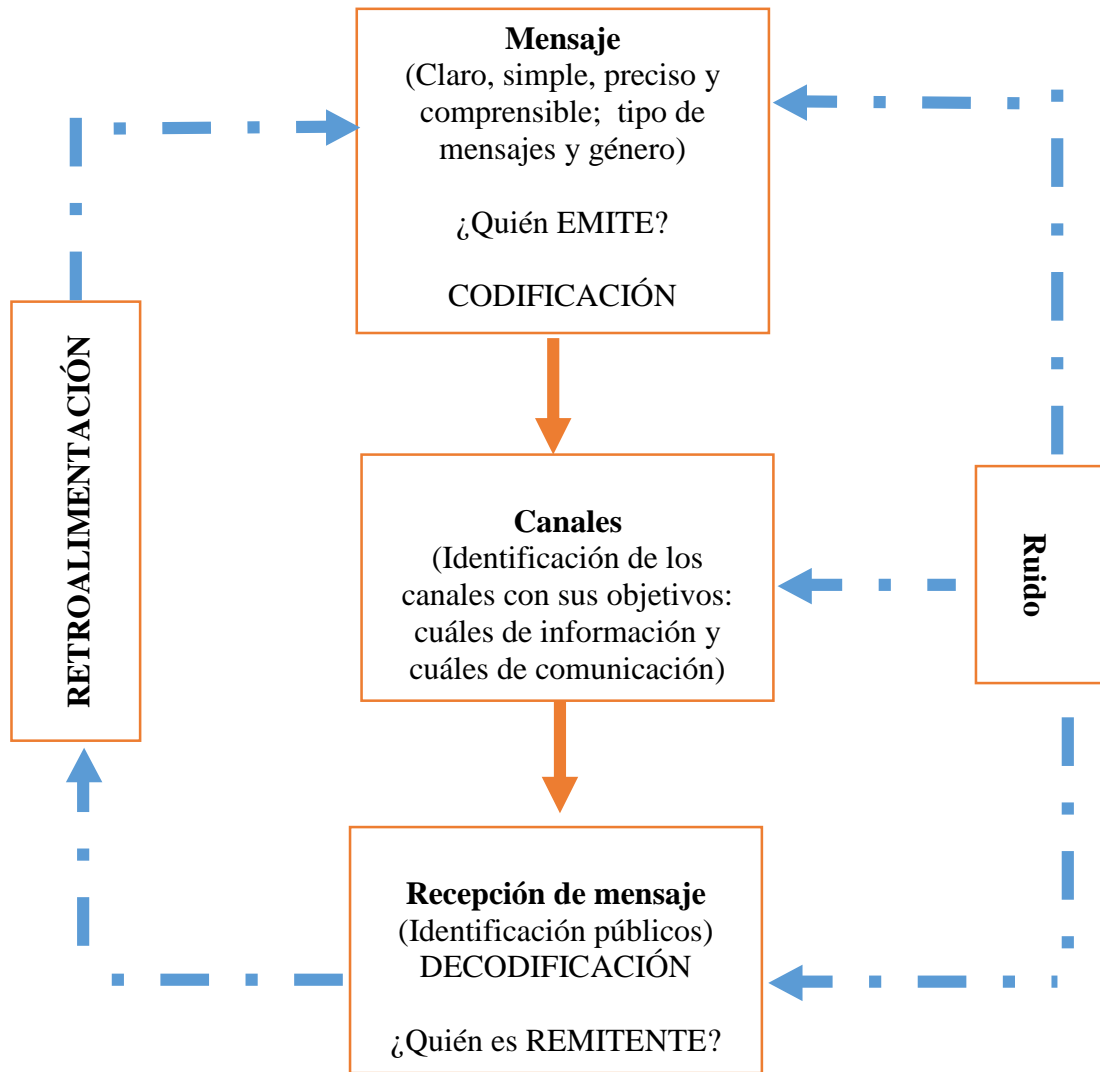 Mensaje
(Claro, simple, preciso y
comprensible; tipo de
mensajes y género)
¿Quién EMITE?
CODIFICACIÓN
RETROALIMENTACIÓN
Canales
(Identificación de los
canales con sus objetivos:
cuáles de información y
cuáles de comunicación)
Ruido
Recepción de mensaje
(Identificación públicos)
DECODIFICACIÓN
¿Quién es REMITENTE?